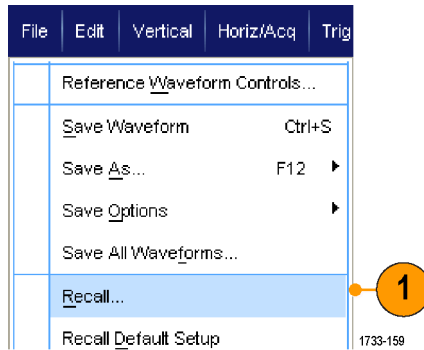 File Edit Vertical Horiz/Acq Trig
Reference Waveform Controls...
Save Waveform Ctrl+S
Save As... F12
Save Options
Save All Waveforms...
Recall...
1
Recall Default Setup
1733-159